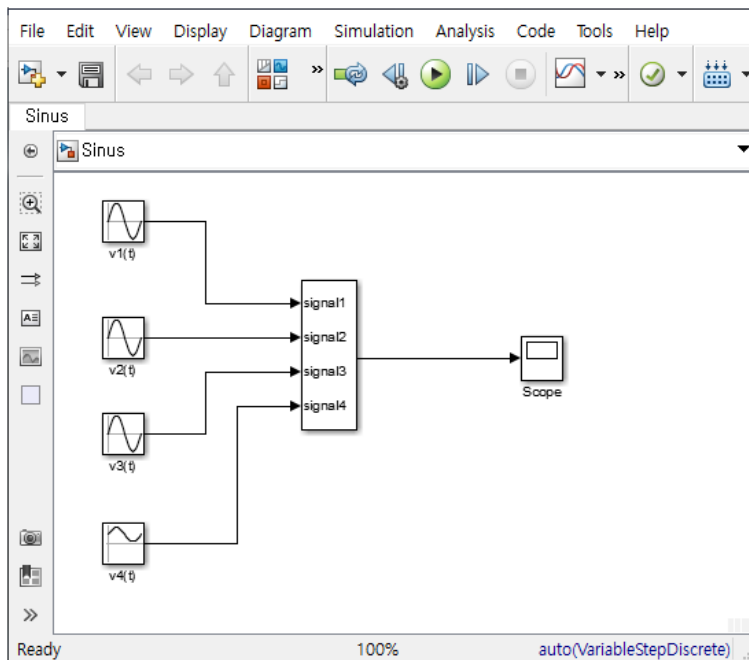 File Edit View Display Diagram Simulation Analysis Code Tools Help
»
»
Sinus
Sinus
v1(t)
signal1
v2(t)
signal2
signal3
Scope
signal4
v3(t)
v4(t)
Ready 100% auto(VariableStepDiscrete)